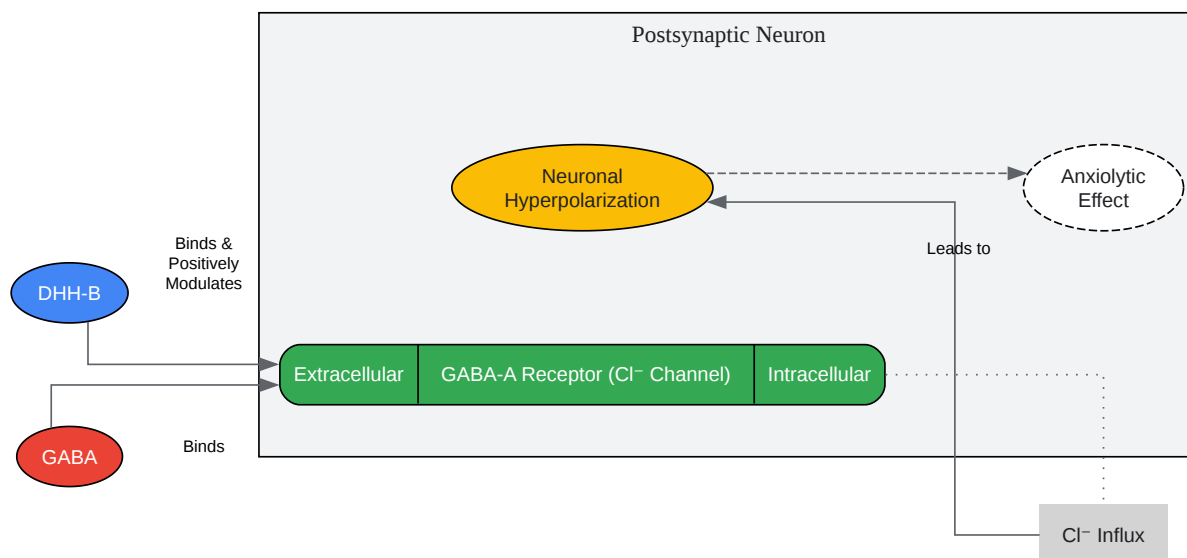 Postsynaptic Neuron
Neuronal
Hyperpolarization
Anxiolytic
Effect
Binds &
Positively
Modulates
Leads to
DHH-B
Extracellular
GABA-A Receptor (Cl⁻ Channel)
Intracellular
Binds
GABA
Cl⁻ Influx